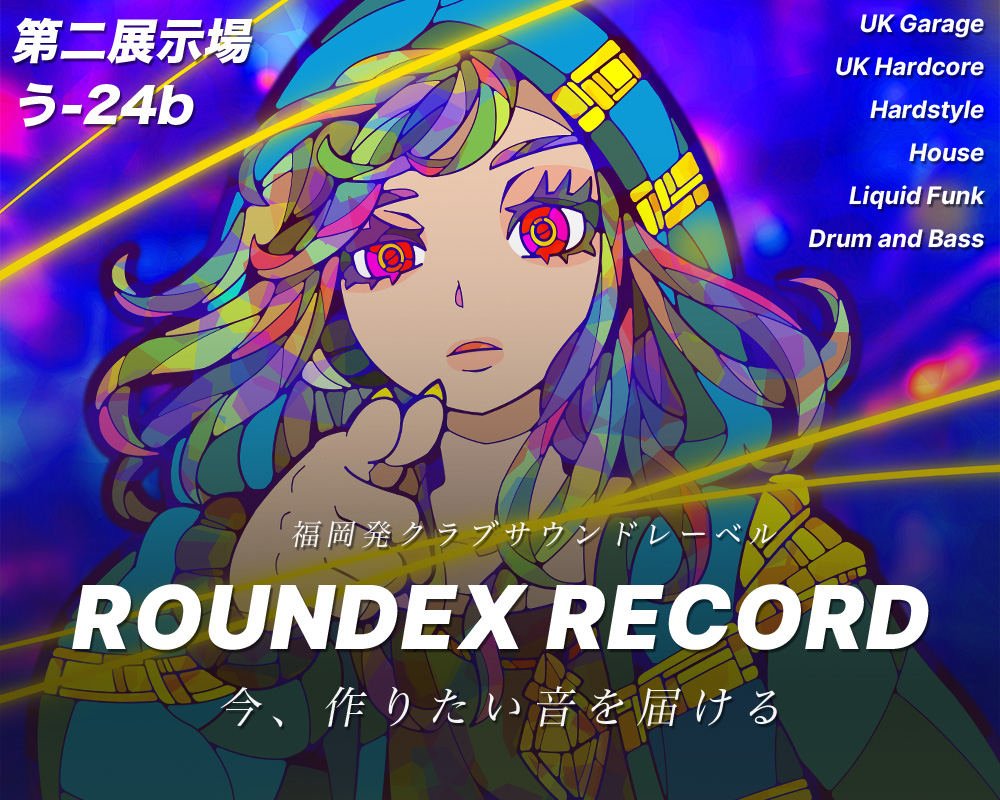 第二展示場
う-24b
UK Garage
UK Hardcore
Hardstyle
House
Liquid Funk
Drum and Bass
福岡発クラブサウンドレーベル
ROUNDEX RECORD
今、作りたい音を届ける